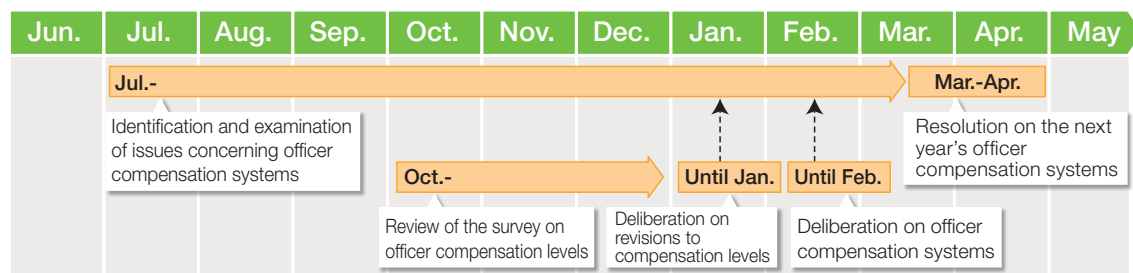 Jun. Jul. Aug. Sep. Oct. Nov. Dec. Jan. Feb. Mar. Apr. May
Jul.-
Mar.-Apr.
Identification and examination
of issues concerning officer
compensation systems
Resolution on the next
year's officer
compensation systems
Oct.-
Until Jan.
Until Feb.
Review of the survey on
officer compensation levels
Deliberation on
revisions to
compensation levels
Deliberation on officer
compensation systems